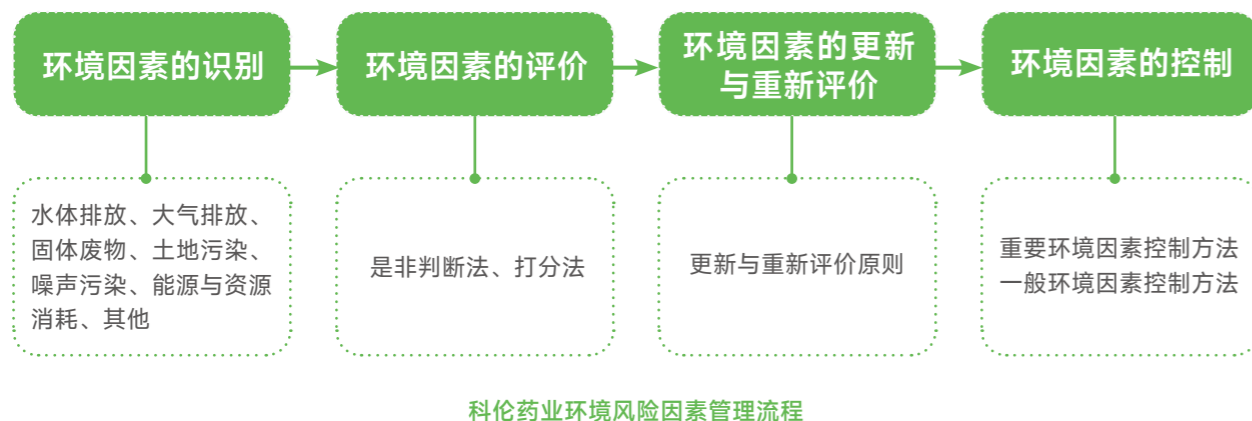 环境因素的识别
环境因素的评价
环境因素的更新
与重新评价
环境因素的控制
水体排放、大气排放、
固体废物、土地污染、
噪声污染、能源与资源
消耗、其他
是非判断法、打分法
更新与重新评价原则
重要环境因素控制方法
一般环境因素控制方法
科伦药业环境风险因素管理流程